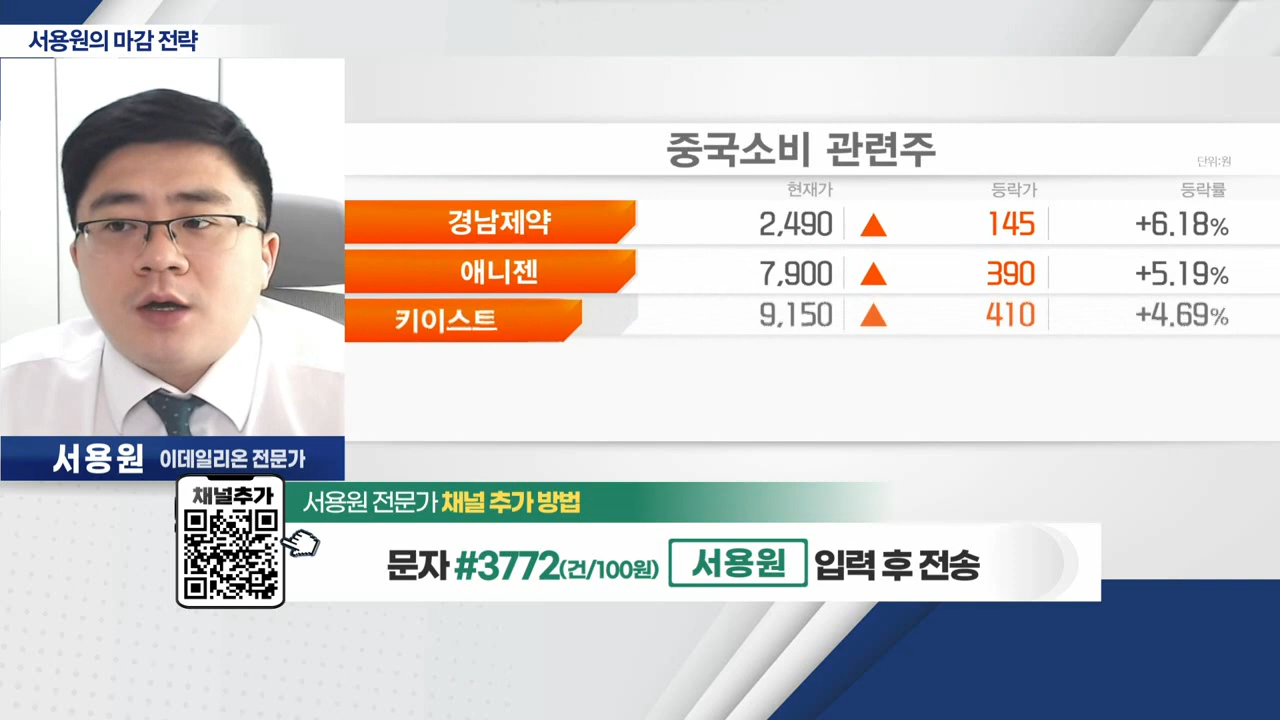 서용원의 마감 전략
중국소비 관련주
단위:원
현재가 등락가 등락률
경남제약 2,490 ▲ 145 +6.18%
애니젠 7,900 ▲ 390 +5.19%
키이스트 9,150 ▲ 410 +4.69%
서용원 이데일리온 전문가
채널추가
서용원 전문가 채널 추가 방법
문자 #3772(건/100원) 서용원 입력 후 전송